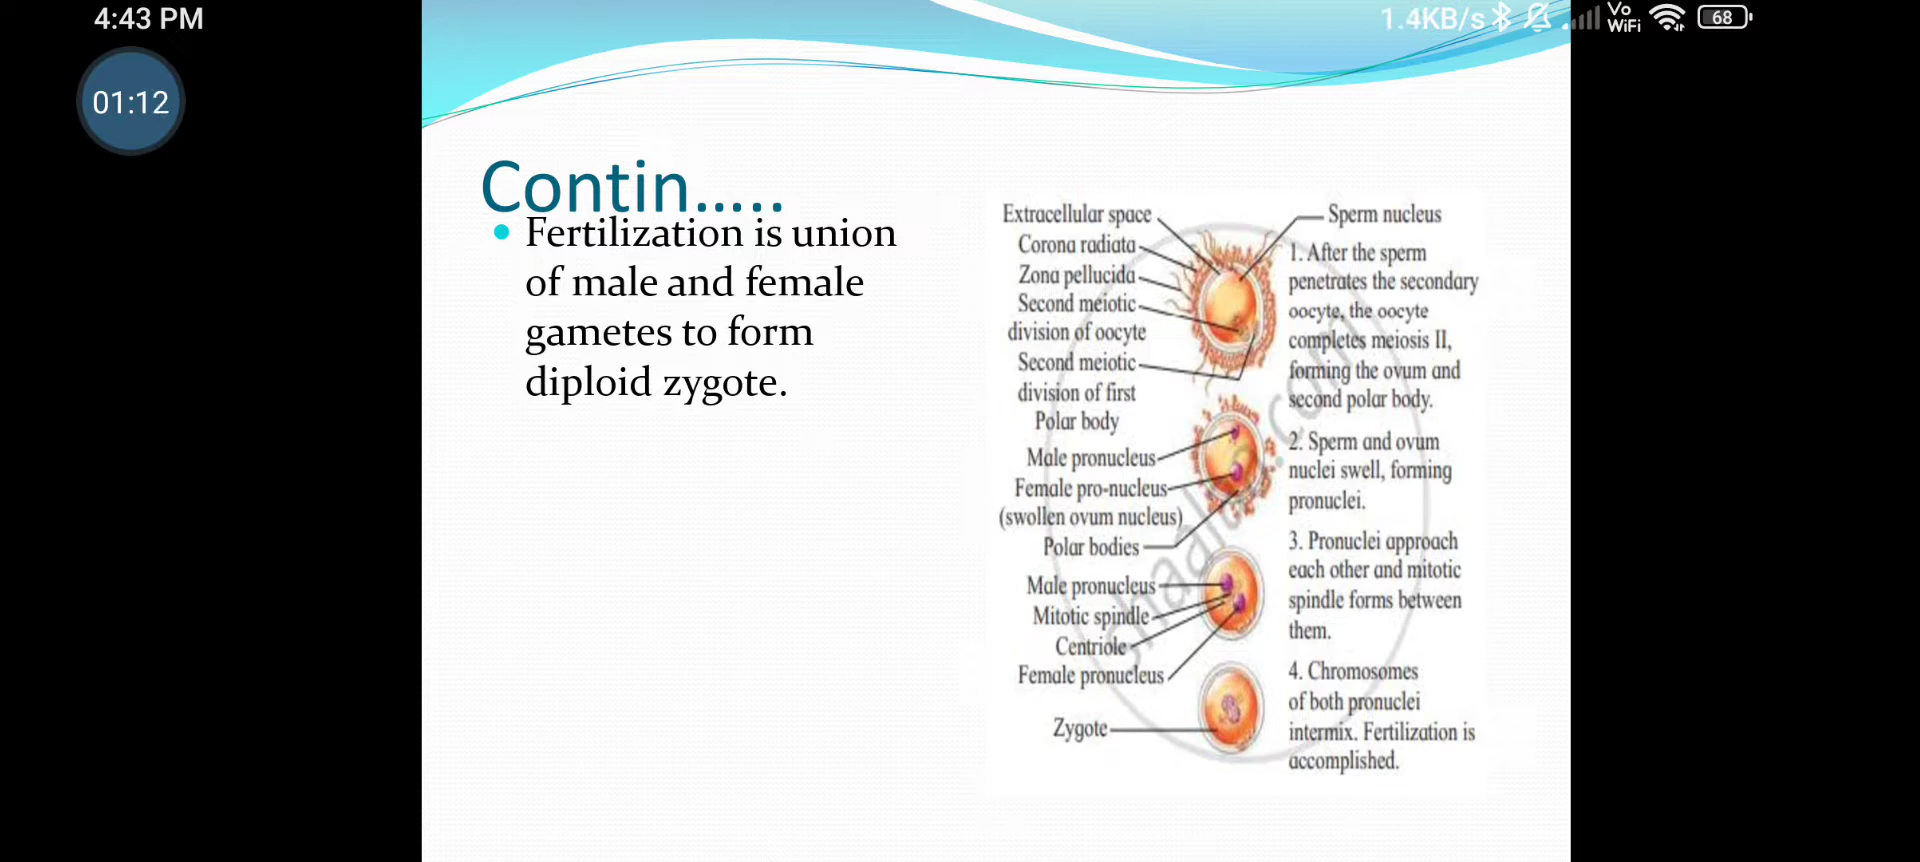 4:43 PM
1.4KB/s
Vo
WiFi
68
01:12
Contin.....
Fertilization is union
of male and female
gametes to form
diploid zygote.
Extracellular space
Corona radiata
Zona pellucida
Second meiotic
division of oocyte
Second meiotic
division of first
Polar body
Male pronucleus
Female pro-nucleus
(swollen ovum nucleus)
Polar bodies
Male pronucleus
Mitotic spindle
Centriole
Female pronucleus
Zygote
Sperm nucleus
1. After the sperm
penetrates the secondary
oocyte, the oocyte
completes meiosis II,
forming the ovum and
second polar body.
2. Sperm and ovum
nuclei swell, forming
pronuclei.
3. Pronuclei approach
each other and mitotic
spindle forms between
them.
4. Chromosomes
of both pronuclei
intermix. Fertilization is
accomplished.
shaalaa.com